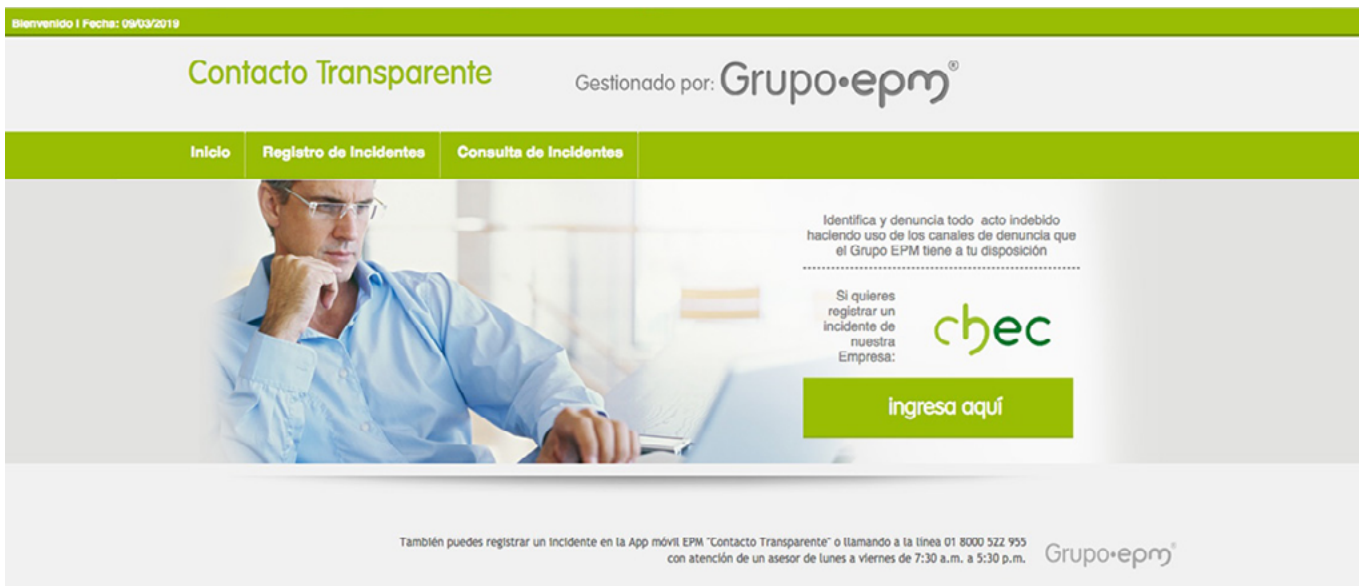 Bienvenido | Fecha: 09/03/2019
Contacto Transparente
Gestionado por: Grupo•epm®
Inicio
Registro de Incidentes
Consulta de Incidentes
Identifica y denuncia todo acto indebido
haciendo uso de los canales de denuncia que
el Grupo EPM tiene a tu disposición
Si quieres
registrar un
incidente de
nuestra
Empresa:
chec
ingresa aquí
También puedes registrar un incidente en la App móvil EPM "Contacto Transparente" o llamando a la línea 01 8000 522 955
con atención de un asesor de lunes a viernes de 7:30 a.m. a 5:30 p.m.
Grupo•epm®